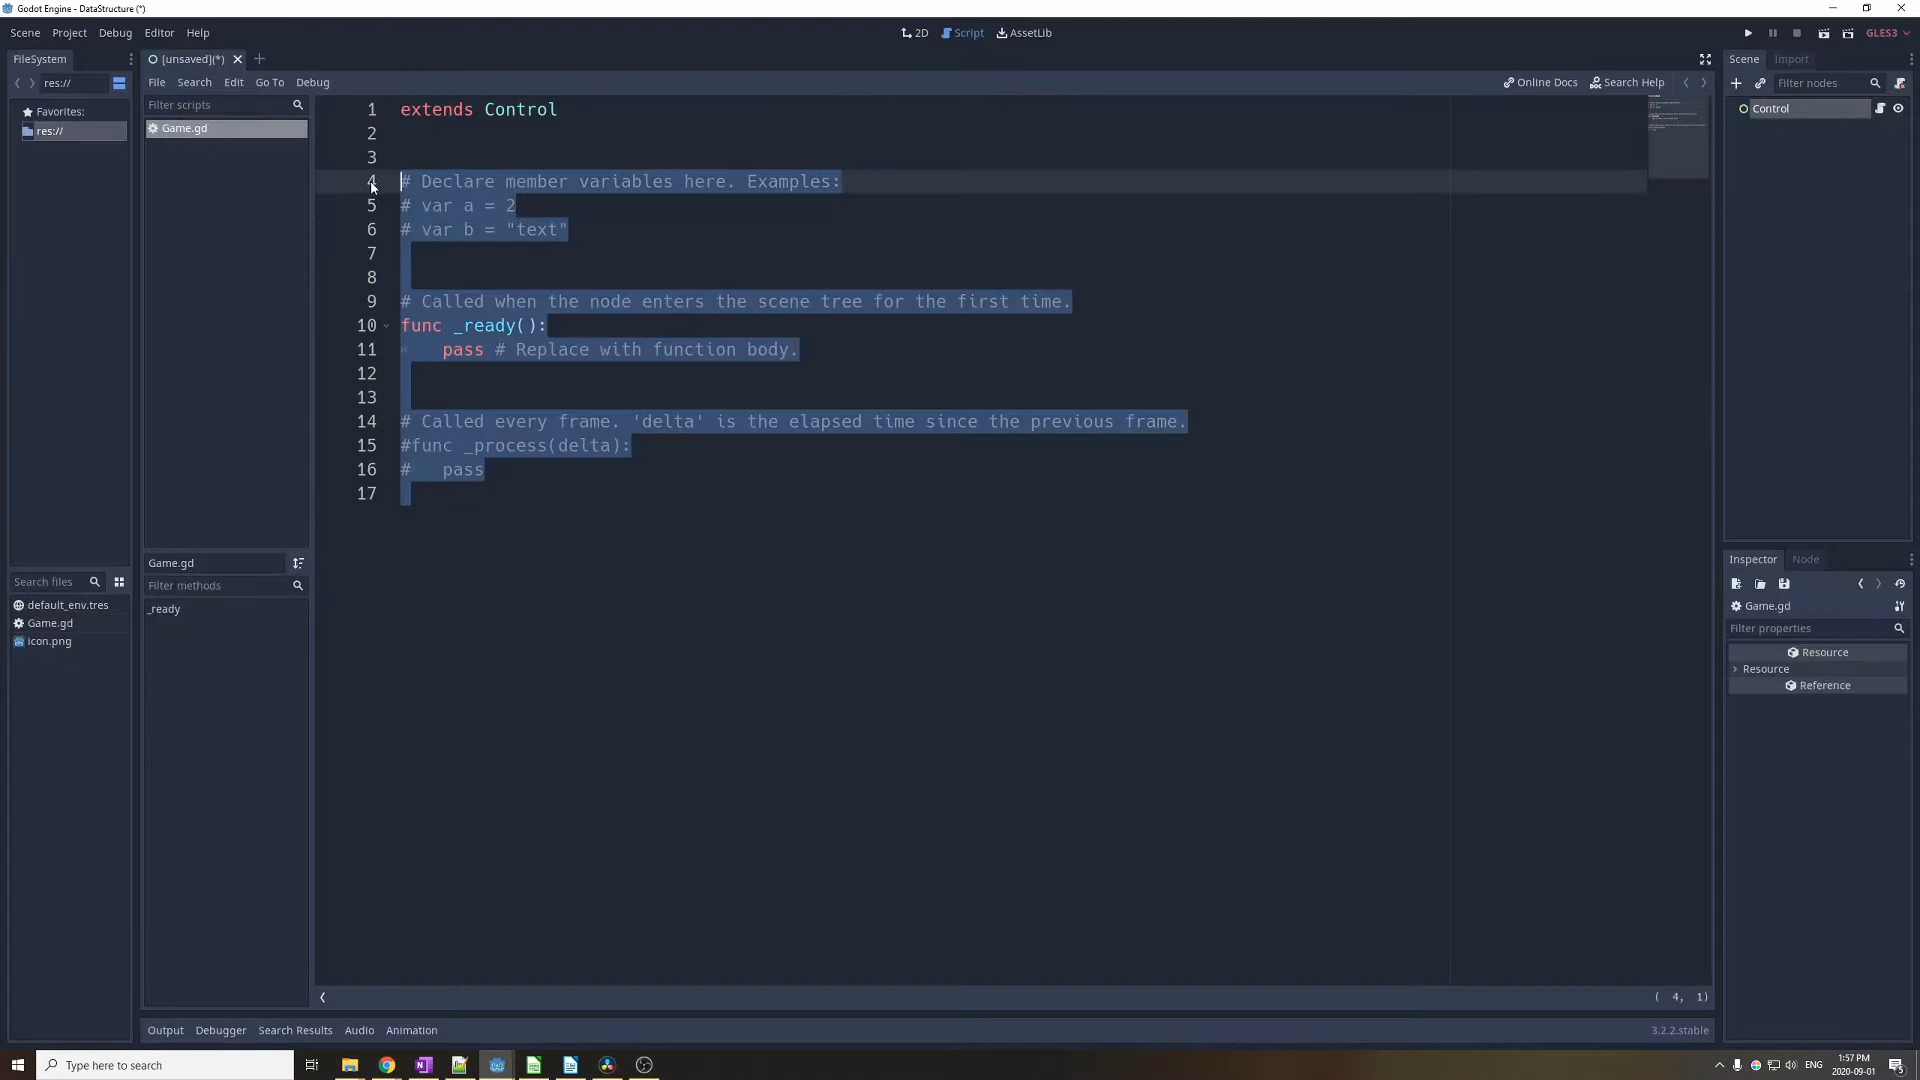 Godot Engine - DataStructure (*)
Scene Project Debug Editor Help
2D Script AssetLib
GLES3
FileSystem
[unsaved](*)
Scene Import
res://
File Search Edit Go To Debug
Online Docs Search Help
Filter nodes
Favorites:
res://
Filter scripts
Game.gd
Control
1 extends Control
2
3
4 # Declare member variables here. Examples:
5 # var a = 2
6 # var b = "text"
7
8
9 # Called when the node enters the scene tree for the first time.
10 func _ready():
11 pass # Replace with function body.
12
13
14 # Called every frame. 'delta' is the elapsed time since the previous frame.
15 #func _process(delta):
16 # pass
17
Game.gd
Filter methods
_ready
Search files
default_env.tres
Game.gd
icon.png
Inspector Node
Game.gd
Filter properties
Resource
Resource
Reference
( 4, 1)
Output Debugger Search Results Audio Animation
3.2.2.stable
Type here to search
ENG
1:57 PM
2020-09-01
5